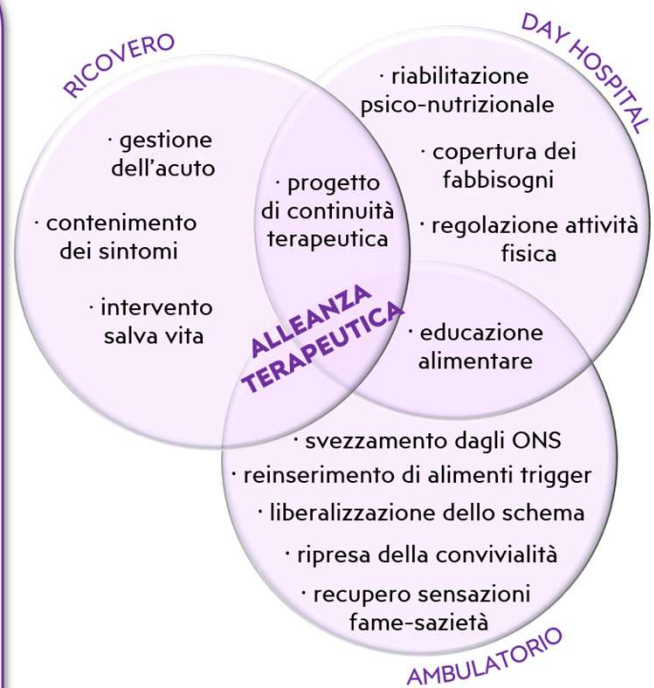 RICOVERO
· gestione
dell'acuto
· contenimento
dei sintomi
· intervento
salva vita
· progetto
di continuità
terapeutica
DAY HOSPITAL
· riabilitazione
psico-nutrizionale
· copertura dei
fabbisogni
· regolazione attività
fisica
ALLEANZA
TERAPEUTICA
· educazione
alimentare
· svezzamento dagli ONS
· reinserimento di alimenti trigger
· liberalizzazione dello schema
· ripresa della convivialità
· recupero sensazioni
fame-sazietà
AMBULATORIO